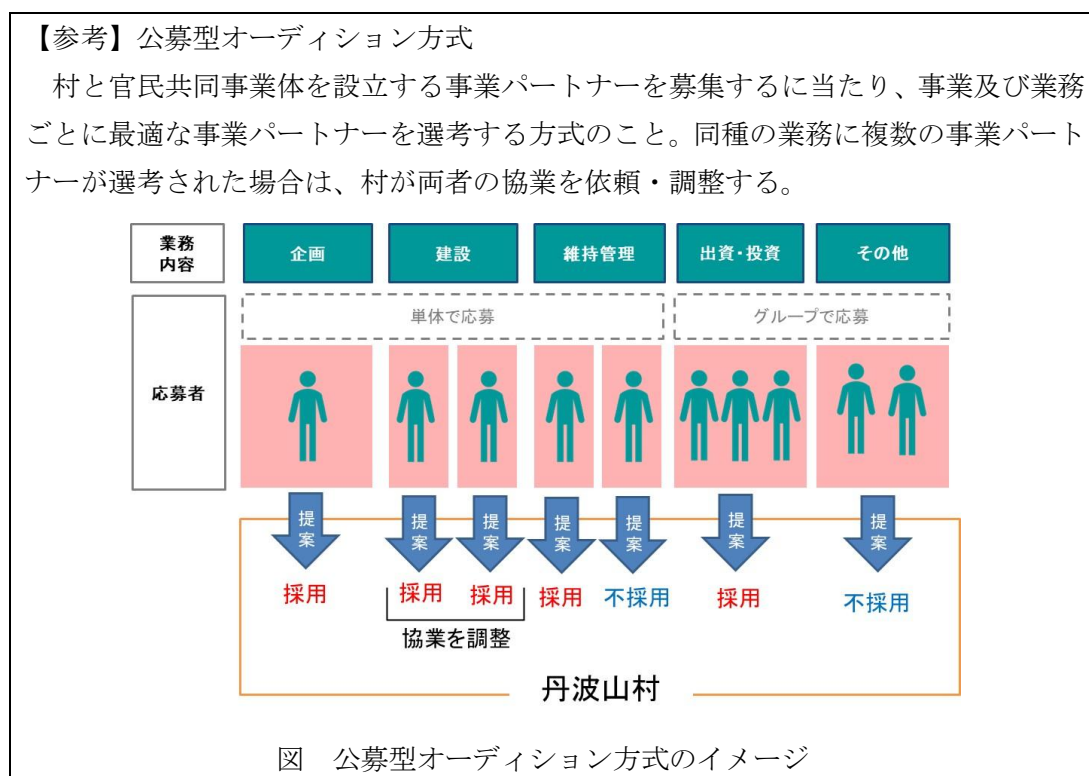 【参考】公募型オーディション方式
村と官民共同事業体を設立する事業パートナーを募集するに当たり、事業及び業務
ごとに最適な事業パートナーを選考する方式のこと。同種の業務に複数の事業パート
ナーが選考された場合は、村が両者の協業を依頼・調整する。
業務
内容
企画
建設
維持管理
出資・投資
その他
単体で応募
グループで応募
応募者
提案
提案
提案
提案
提案
提案
提案
採用
採用
採用
採用
不採用
採用
不採用
協業を調整
丹波山村
図 公募型オーディション方式のイメージ